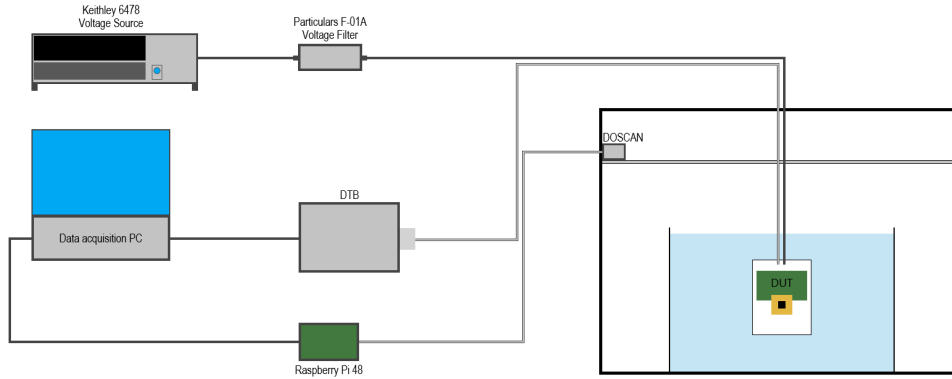 Keithley 6478
Voltage Source
Particulars F-01A
Voltage Filter
DOSCAN
DTB
Data acquisition PC
DUT
Raspberry Pi 48